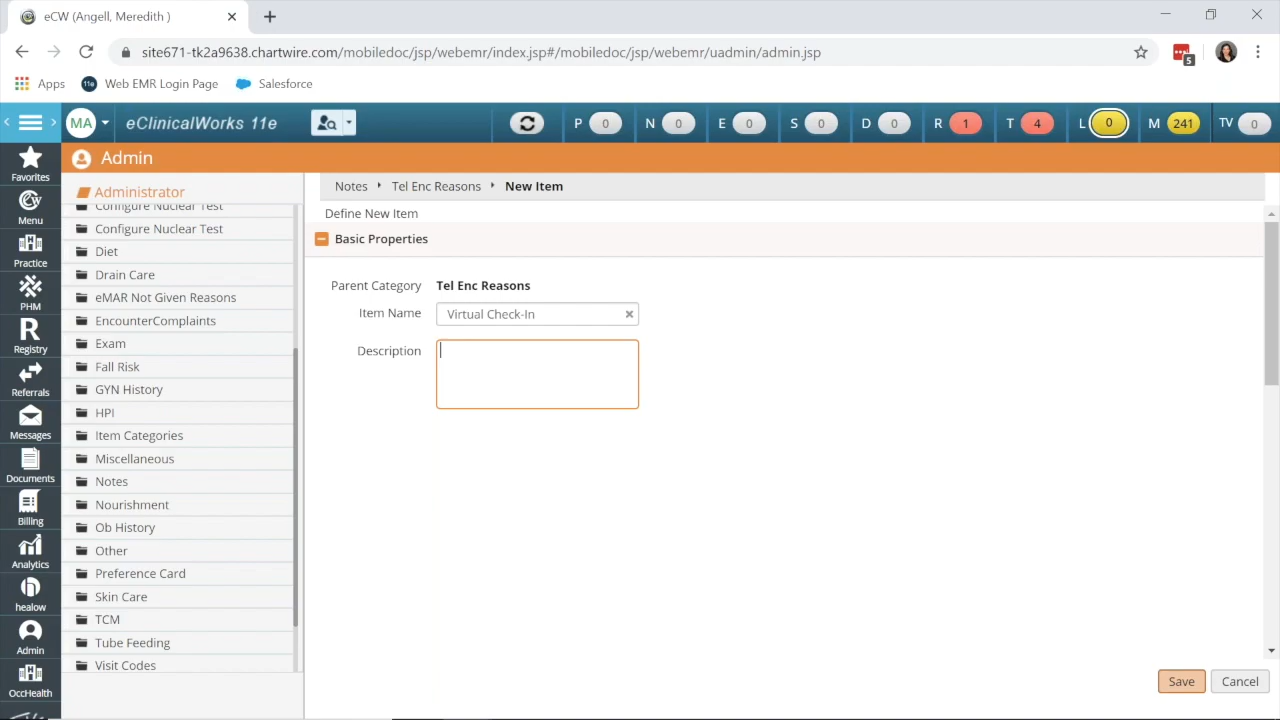 eCW (Angell, Meredith )
site671-tk2a9638.chartwire.com/mobiledoc/jsp/webemr/index.jsp#/mobiledoc/jsp/webemr/uadmin/admin.jsp
5
Apps
11e
Web EMR Login Page
Salesforce
MA
eClinicalWorks 11e
P 0
N 0
E 0
S 0
D 0
R 1
T 4
L 0
M 241
TV 0
Favorites
Menu
Practice
PHM
R
Registry
Referrals
Messages
Documents
Billing
Analytics
healow
Admin
OccHealth
Admin
Administrator
Configure Nuclear Test
Configure Nuclear Test
Diet
Drain Care
eMAR Not Given Reasons
EncounterComplaints
Exam
Fall Risk
GYN History
HPI
Item Categories
Miscellaneous
Notes
Nourishment
Ob History
Other
Preference Card
Skin Care
TCM
Tube Feeding
Visit Codes
Notes Tel Enc Reasons New Item
Define New Item
Basic Properties
Parent Category Tel Enc Reasons
Item Name Virtual Check-In
Description
Save Cancel